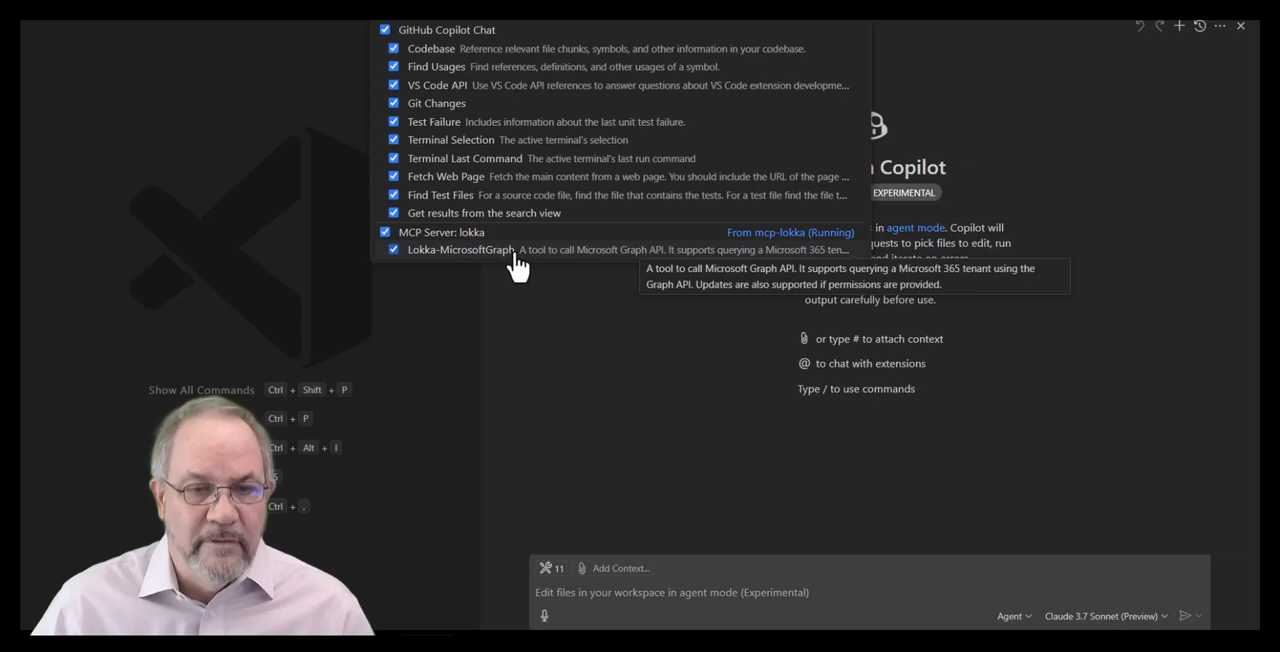 GitHub Copilot Chat
Codebase Reference relevant file chunks, symbols, and other information in your codebase.
Find Usages Find references, definitions, and other usages of a symbol.
VS Code API Use VS Code API references to answer questions about VS Code extension developme...
Git Changes
Test Failure Includes information about the last unit test failure.
Terminal Selection The active terminal's selection
Terminal Last Command The active terminal's last run command
Fetch Web Page Fetch the main content from a web page. You should include the URL of the page ...
Find Test Files For a source code file, find the file that contains the tests. For a test file find the file t...
Get results from the search view
MCP Server: lokka From mcp-lokka (Running)
Lokka-MicrosoftGraph A tool to call Microsoft Graph API. It supports querying a Microsoft 365 ten...
A tool to call Microsoft Graph API. It supports querying a Microsoft 365 tenant using the
Graph API. Updates are also supported if permissions are provided.
Copilot
EXPERIMENTAL
in agent mode. Copilot will
quests to pick files to edit, run
output carefully before use.
or type # to attach context
@ to chat with extensions
Type / to use commands
Show All Commands Ctrl + Shift + P
Ctrl + P
Ctrl + Alt + I
Ctrl + ,
11 Add Context...
Edit files in your workspace in agent mode (Experimental)
Agent Claude 3.7 Sonnet (Preview)